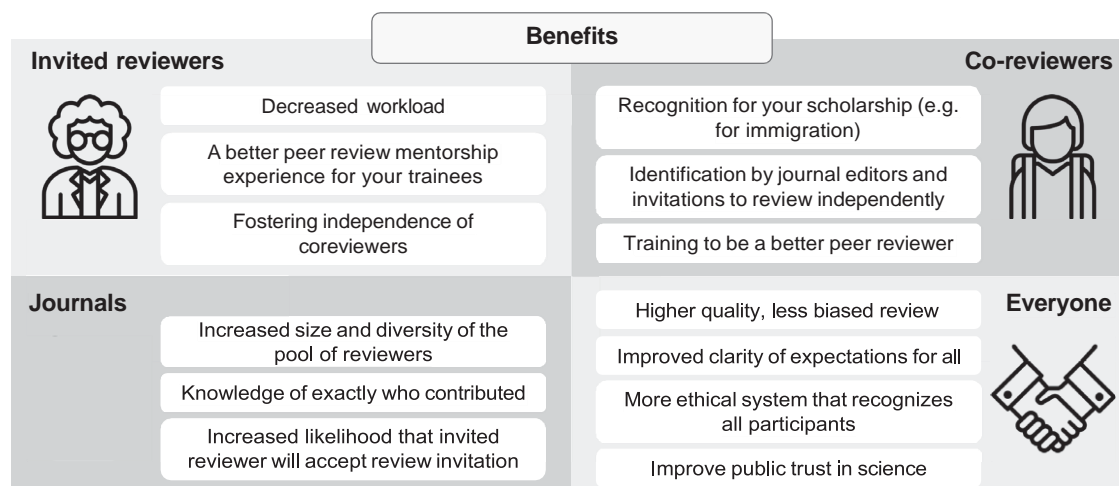 Benefits
Invited reviewers
Decreased workload
A better peer review mentorship
experience for your trainees
Fostering independence of
coreviewers
Co-reviewers
Recognition for your scholarship (e.g.
for immigration)
Identification by journal editors and
invitations to review independently
Training to be a better peer reviewer
Journals
Increased size and diversity of the
pool of reviewers
Knowledge of exactly who contributed
Increased likelihood that invited
reviewer will accept review invitation
Everyone
Higher quality, less biased review
Improved clarity of expectations for all
More ethical system that recognizes
all participants
Improve public trust in science